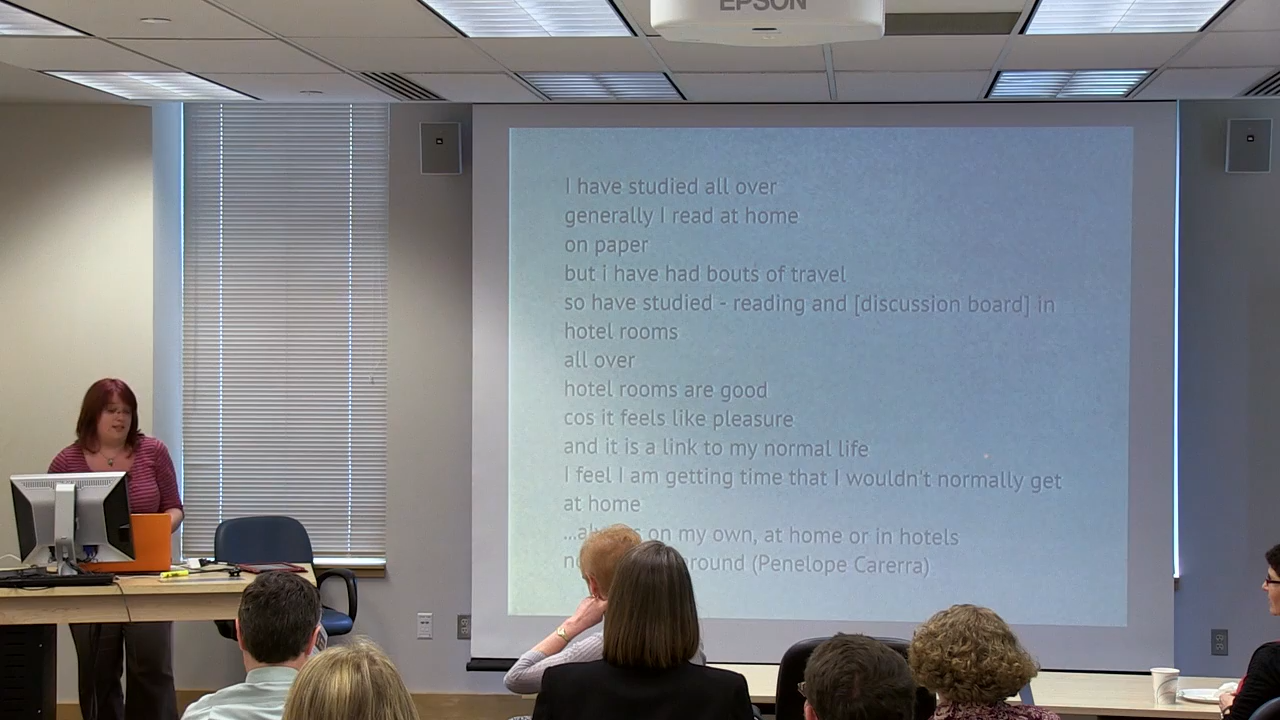 EPSON
I have studied all over
generally I read at home
on paper
but i have had bouts of travel
so have studied - reading and [discussion board] in
hotel rooms
all over
hotel rooms are good
cos it feels like pleasure
and it is a link to my normal life
I feel I am getting time that I wouldn't normally get
at home
on my own, at home or in hotels
(Penelope Carerra)